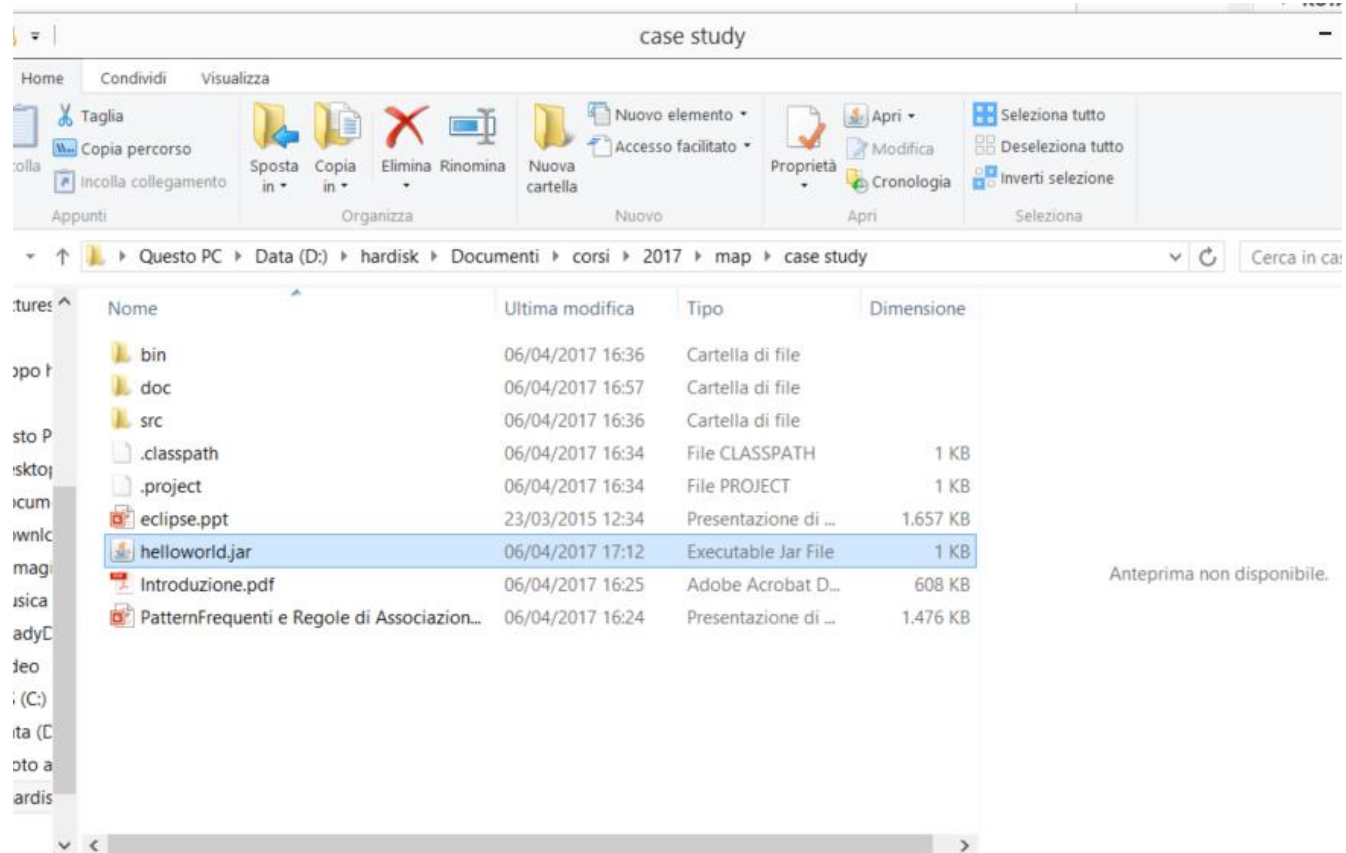 case study
Home Condividi Visualizza
Taglia
Copia percorso
Incolla collegamento
Appunti
Sposta in
Copia in
Elimina
Rinomina
Organizza
Nuova cartella
Nuovo elemento
Accesso facilitato
Nuovo
Proprietà
Apri
Modifica
Cronologia
Apri
Seleziona tutto
Deseleziona tutto
Inverti selezione
Seleziona
Questo PC Data (D:) hardisk Documenti corsi 2017 map case study
Cerca in
Nome Ultima modifica Tipo Dimensione
bin 06/04/2017 16:36 Cartella di file
doc 06/04/2017 16:57 Cartella di file
src 06/04/2017 16:36 Cartella di file
.classpath 06/04/2017 16:34 File CLASSPATH 1 KB
.project 06/04/2017 16:34 File PROJECT 1 KB
eclipse.ppt 23/03/2015 12:34 Presentazione di ... 1.657 KB
helloworld.jar 06/04/2017 17:12 Executable Jar File 1 KB
Introduzione.pdf 06/04/2017 16:25 Adobe Acrobat D... 608 KB
PatternFrequenti e Regole di Associazion... 06/04/2017 16:24 Presentazione di ... 1.476 KB
Anteprima non disponibile.
(C:)